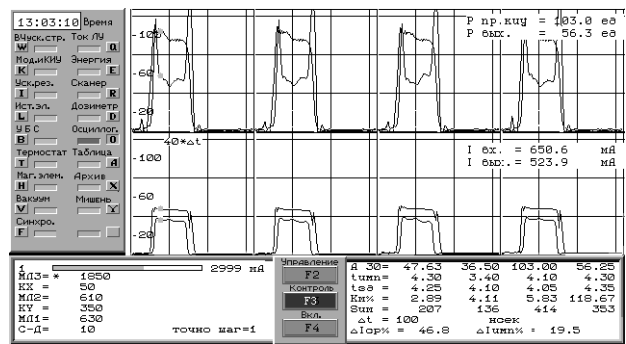 13:03:10 Время
ВЧуск.стр. Ток ЛУ
W Q
Мод.иКИУ Энергия
K E
Уск.рез. Сканер
I R
Ист.эл. Дозиметр
L D
У Б С Осциллог.
B O
Термостат Таблица
T A
Маг.элем. Архив
H X
Вакуум Мишень
V Y
Синхро.
F
-100
-60
-20
P пр.киу = 103.0 ед
P вых. = 56.3 ед
40*Δt
-100
-60
-20
I вх. = 650.6 мА
I вых.= 523.9 мА
1 2999 мА
МЛ3= * 1850
КХ = 50
МЛ2= 610
КY = 350
МЛ1= 630
С-Д= 10 точно шаг=1
Управление
F2
Контроль
F3
Вкл.
F4
A 30= 47.63 36.50 103.00 56.25
tимп= 4.30 3.40 4.10 4.30
tзад= 4.25 4.10 4.05 4.35
Км% = 2.89 4.11 5.83 118.67
Sим = 207 136 414 353
Δt = 100 нсек
ΔIср% = 46.8 ΔIимп% = 19.5